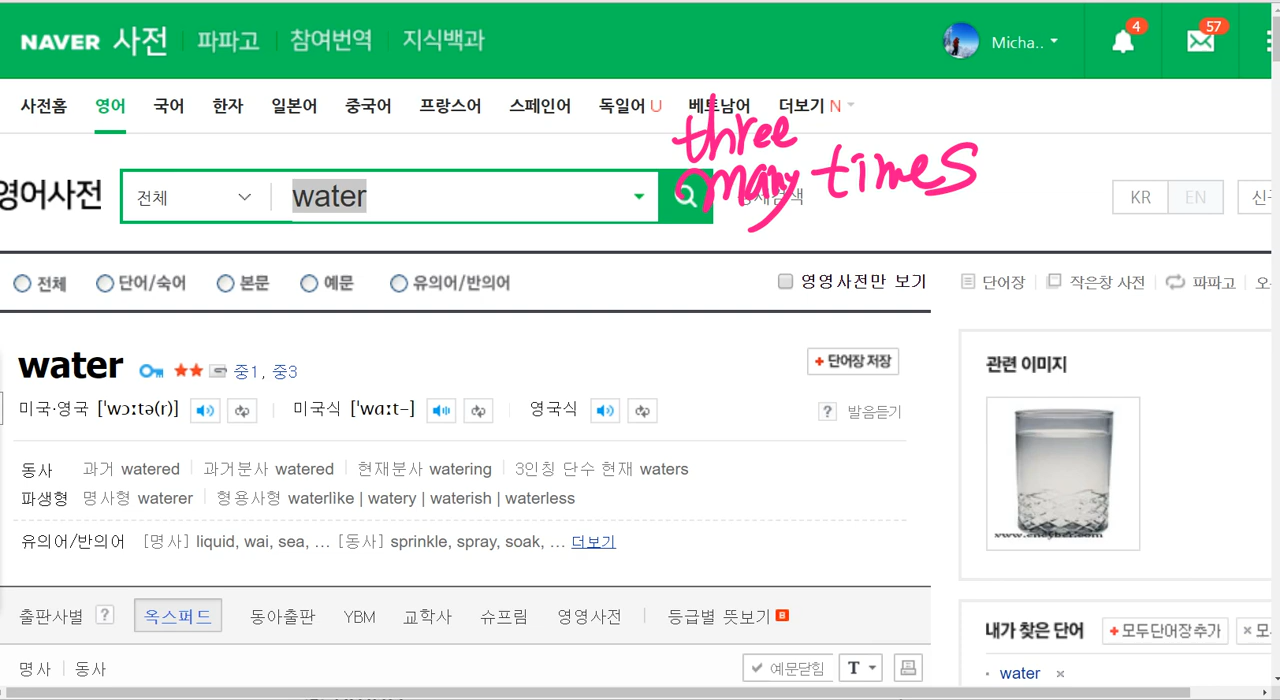 NAVER 사전 파파고 참여번역 지식백과 Micha.. 4 57
사전홈 영어 국어 한자 일본어 중국어 프랑스어 스페인어 독일어 U 베트남어 더보기 N
three
many times
영어사전 전체 water KR EN
전체 단어/숙어 본문 예문 유의어/반의어 영영사전만 보기 단어장 작은창 사전 파파고
water 중1, 중3 + 단어장 저장
관련 이미지
미국·영국 ['wɔːtə(r)] 미국식 ['wɑːt-] 영국식 ? 발음듣기
동사 과거 watered 과거분사 watered 현재분사 watering 3인칭 단수 현재 waters
파생형 명사형 waterer 형용사형 waterlike | watery | waterish | waterless
www.encyber.com
유의어/반의어 [명사] liquid, wai, sea, … [동사] sprinkle, spray, soak, … 더보기
출판사별 ? 옥스퍼드 동아출판 YBM 교학사 슈프림 영영사전 등급별 뜻보기
내가 찾은 단어 + 모두단어장추가 ×
명사 동사 예문닫힘 T
· water ×